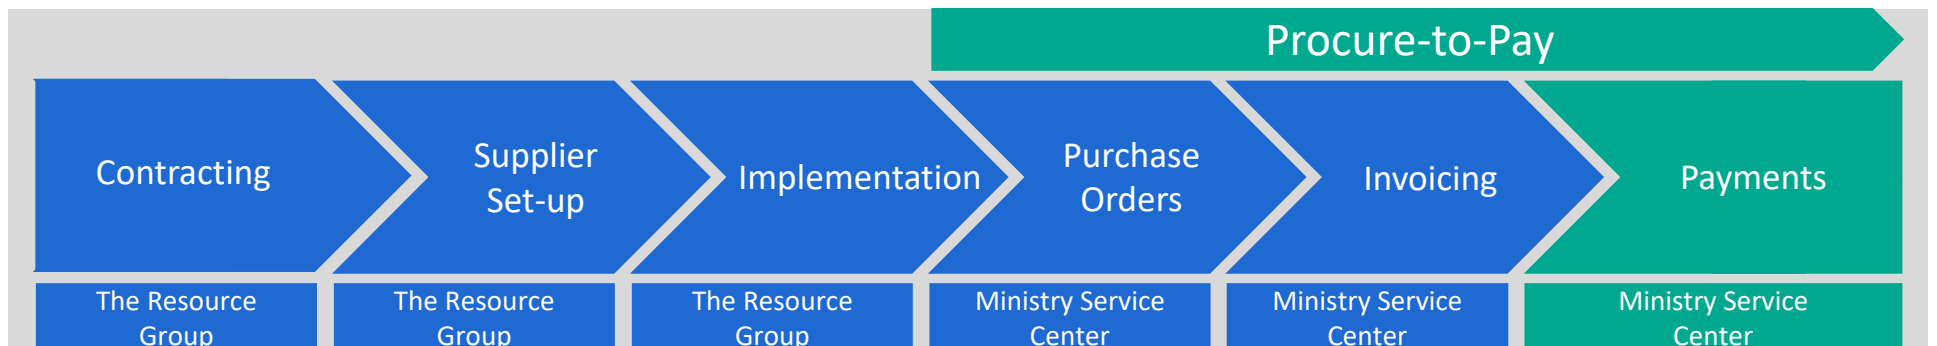 Procure-to-Pay
Contracting
Supplier
Set-up
Implementation
Purchase
Orders
Invoicing
Payments
The Resource
Group
The Resource
Group
The Resource
Group
Ministry Service
Center
Ministry Service
Center
Ministry Service
Center